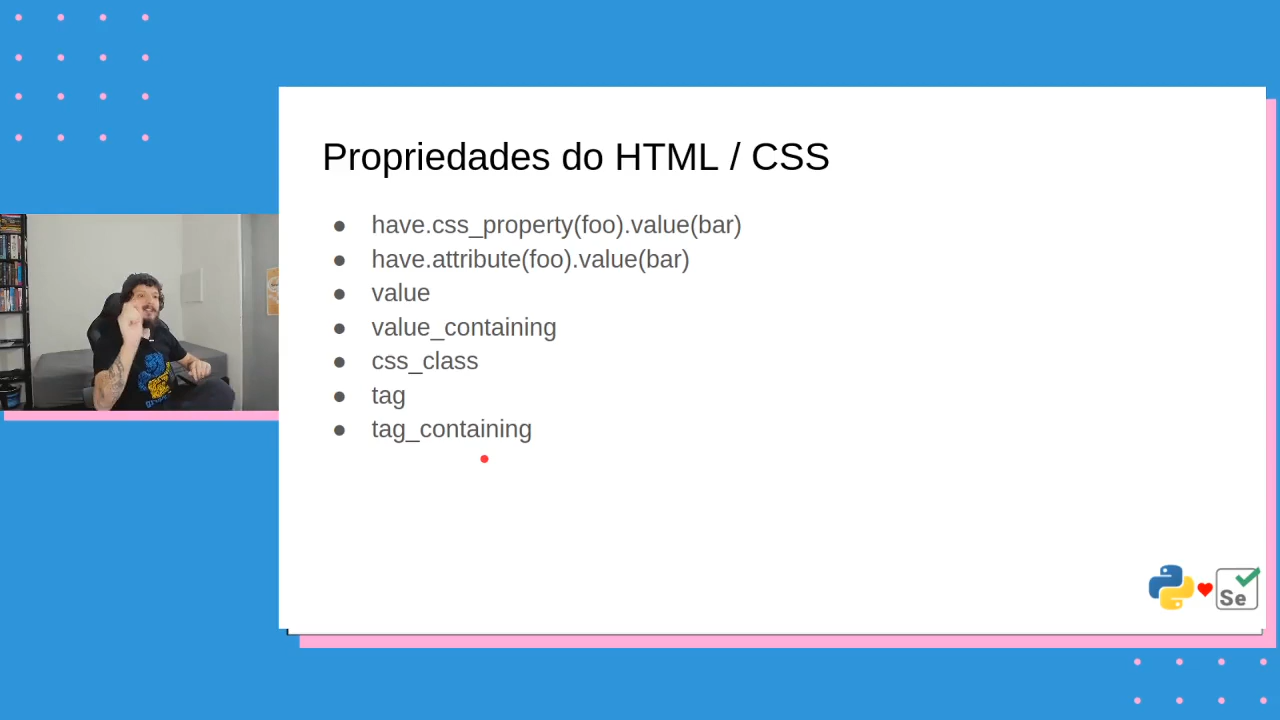 Propriedades do HTML / CSS
● have.css_property(foo).value(bar)
● have.attribute(foo).value(bar)
● value
● value_containing
● css_class
● tag
● tag_containing
Se